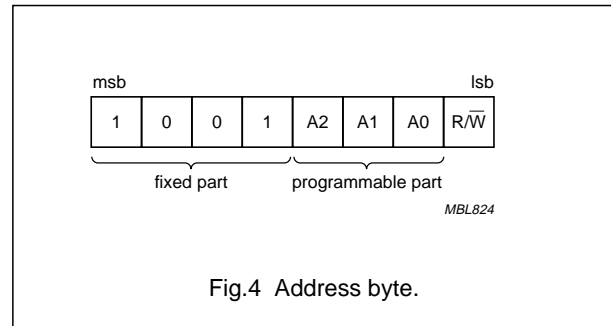 msb lsb
1 0 0 1 A2 A1 A0 R/W̅
fixed part programmable part
MBL824
Fig.4 Address byte.